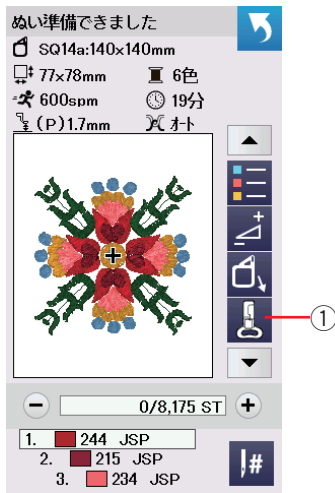 ぬい準備できました
SQ14a:140×140mm
77×78mm 6色
600spm 19分
(P)1.7mm オート
①
− 0/8,175 ST +
1. 244 JSP
2. 215 JSP
3. 234 JSP
#